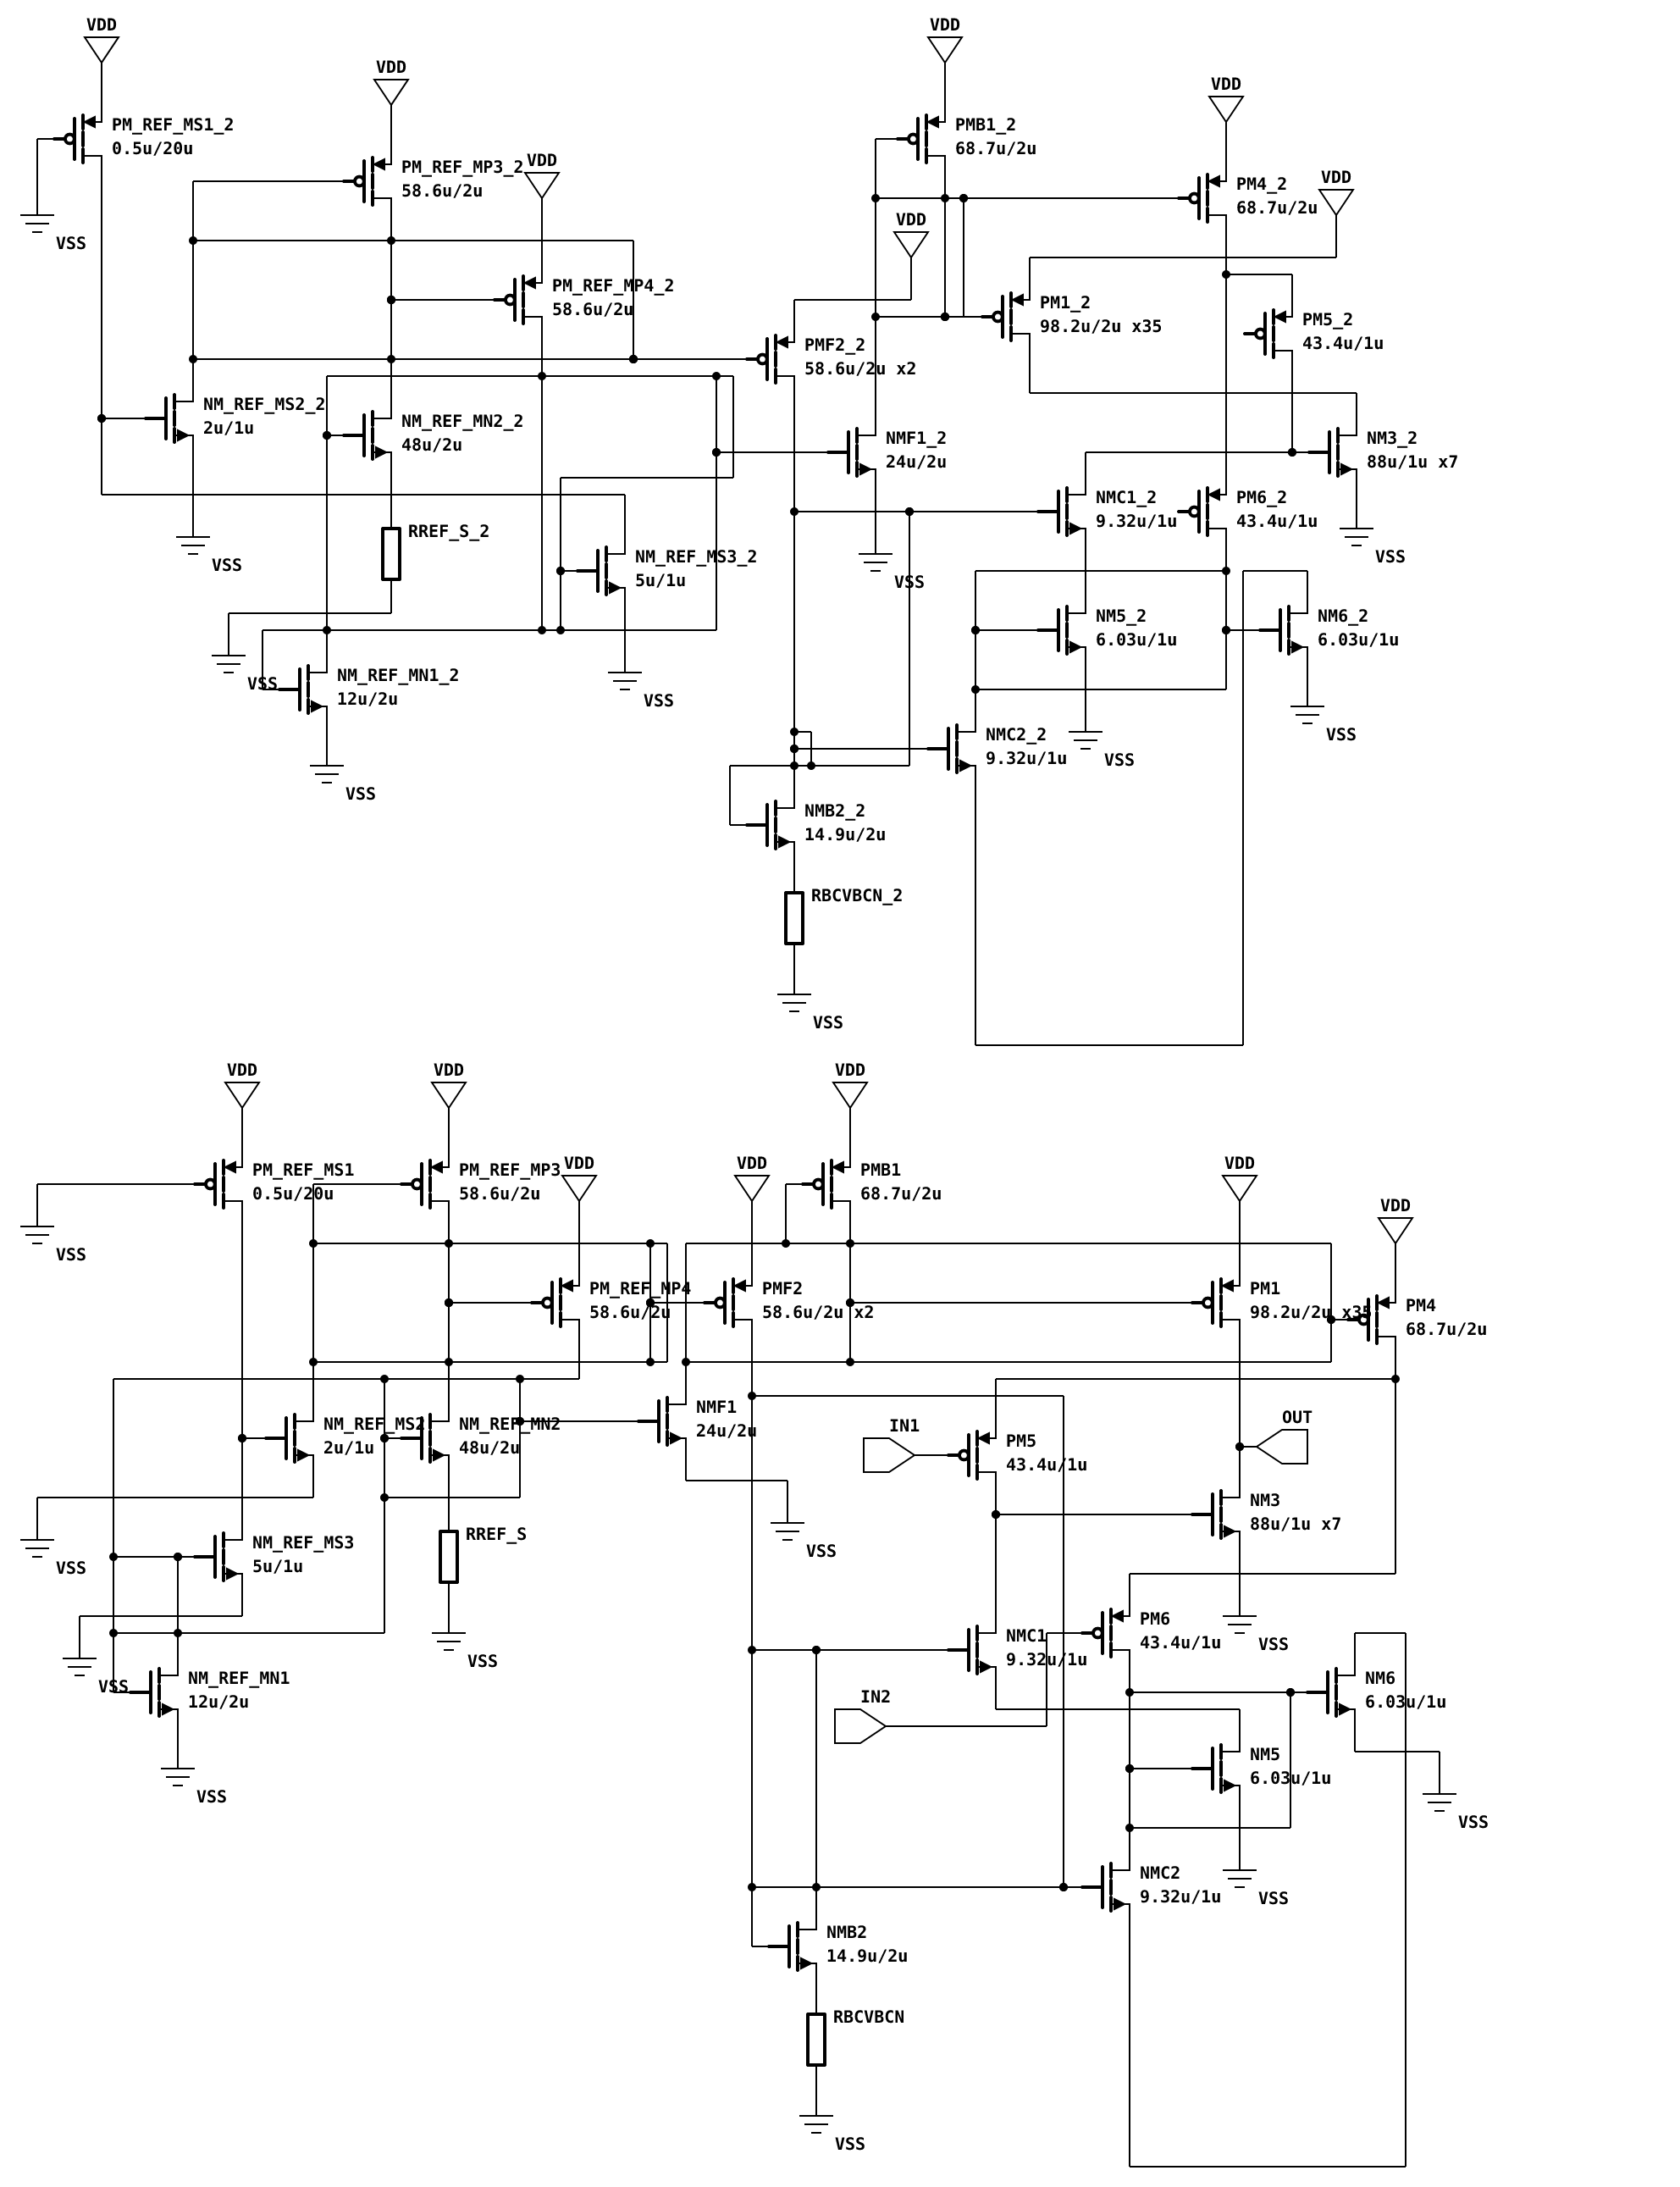 VDD
VDD
VDD
VDD
PM_REF_MS1_2
0.5u/20u
PMB1_2
68.7u/2u
PM_REF_MP3_2
58.6u/2u
VDD
PM4_2
68.7u/2u
VDD
VDD
VSS
PM_REF_MP4_2
58.6u/2u
PM1_2
98.2u/2u x35
PM5_2
43.4u/1u
PMF2_2
58.6u/2u x2
NM_REF_MS2_2
2u/1u
NM_REF_MN2_2
48u/2u
NMF1_2
24u/2u
NM3_2
88u/1u x7
NMC1_2
9.32u/1u
PM6_2
43.4u/1u
RREF_S_2
VSS
NM_REF_MS3_2
5u/1u
VSS
VSS
NM5_2
6.03u/1u
NM6_2
6.03u/1u
VSS
NM_REF_MN1_2
12u/2u
VSS
NMC2_2
9.32u/1u
VSS
VSS
VSS
NMB2_2
14.9u/2u
RBCVBCN_2
VSS
VDD
VDD
VDD
PM_REF_MS1
0.5u/20u
PM_REF_MP3
58.6u/2u
VDD
VDD
PMB1
68.7u/2u
VDD
VDD
VSS
PM_REF_MP4
58.6u/2u
PMF2
58.6u/2u x2
PM1
98.2u/2u x35
PM4
68.7u/2u
NM_REF_MS2
2u/1u
NM_REF_MN2
48u/2u
NMF1
24u/2u
IN1
PM5
43.4u/1u
OUT
NM3
88u/1u x7
VSS
NM_REF_MS3
5u/1u
RREF_S
VSS
VSS
NM_REF_MN1
12u/2u
VSS
NMC1
9.32u/1u
PM6
43.4u/1u
VSS
IN2
NM6
6.03u/1u
NM5
6.03u/1u
VSS
VSS
NMC2
9.32u/1u
VSS
NMB2
14.9u/2u
RBCVBCN
VSS